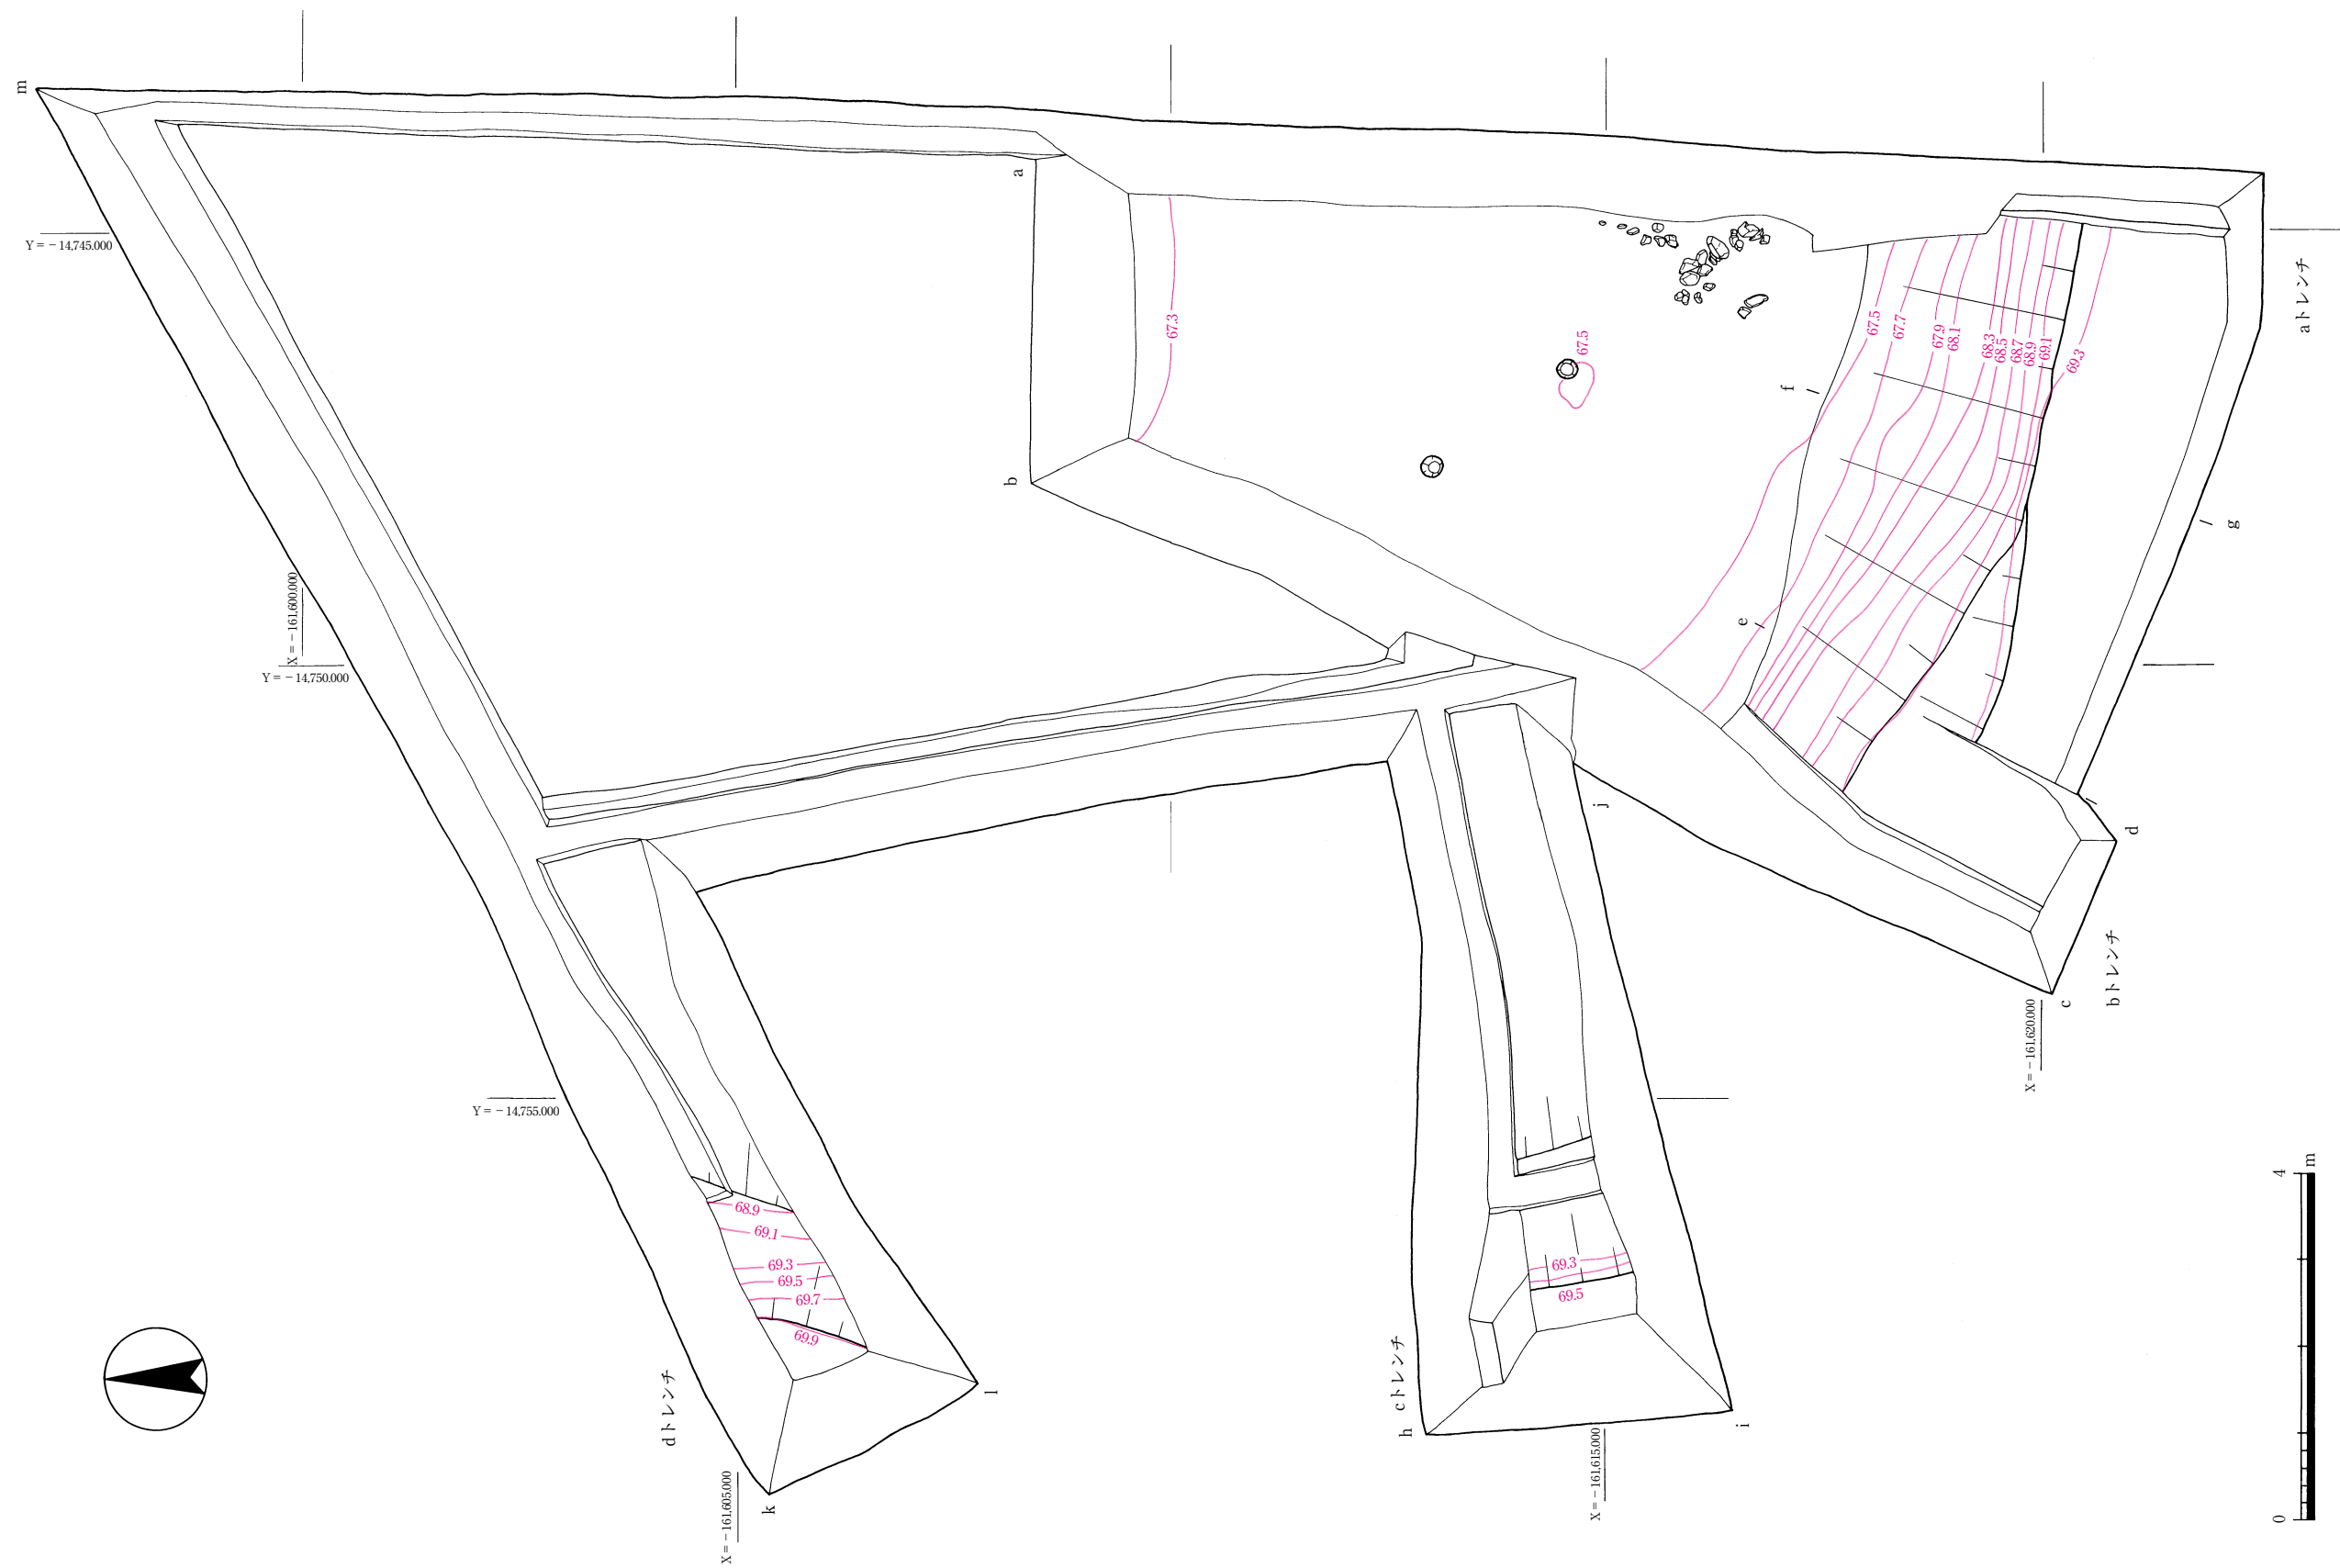 m
Y=－14,745.000
a
b
67.3
67.5
67.5
67.7
67.9
68.1
68.3
68.5
68.7
68.9
69.1
69.3
aトレンチ
f
e
g
X=－161,600.000
Y=－14,750.000
j
d
bトレンチ
c
X=－161,620.000
Y=－14,755.000
68.9
69.1
69.3
69.5
69.7
69.9
69.3
69.5
dトレンチ
l
k
X=－161,605.000
cトレンチ
h
i
X=－161,615.000
4
m
0